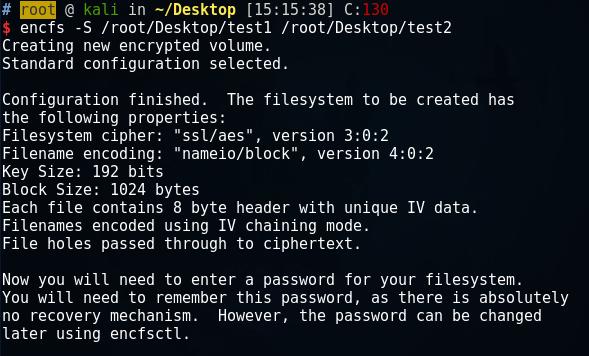 # root @ kali in ~/Desktop [15:15:38] C:130
$ encfs -S /root/Desktop/test1 /root/Desktop/test2
Creating new encrypted volume.
Standard configuration selected.
Configuration finished.  The filesystem to be created has
the following properties:
Filesystem cipher: "ssl/aes", version 3:0:2
Filename encoding: "nameio/block", version 4:0:2
Key Size: 192 bits
Block Size: 1024 bytes
Each file contains 8 byte header with unique IV data.
Filenames encoded using IV chaining mode.
File holes passed through to ciphertext.
Now you will need to enter a password for your filesystem.
You will need to remember this password, as there is absolutely
no recovery mechanism.  However, the password can be changed
later using encfsctl.